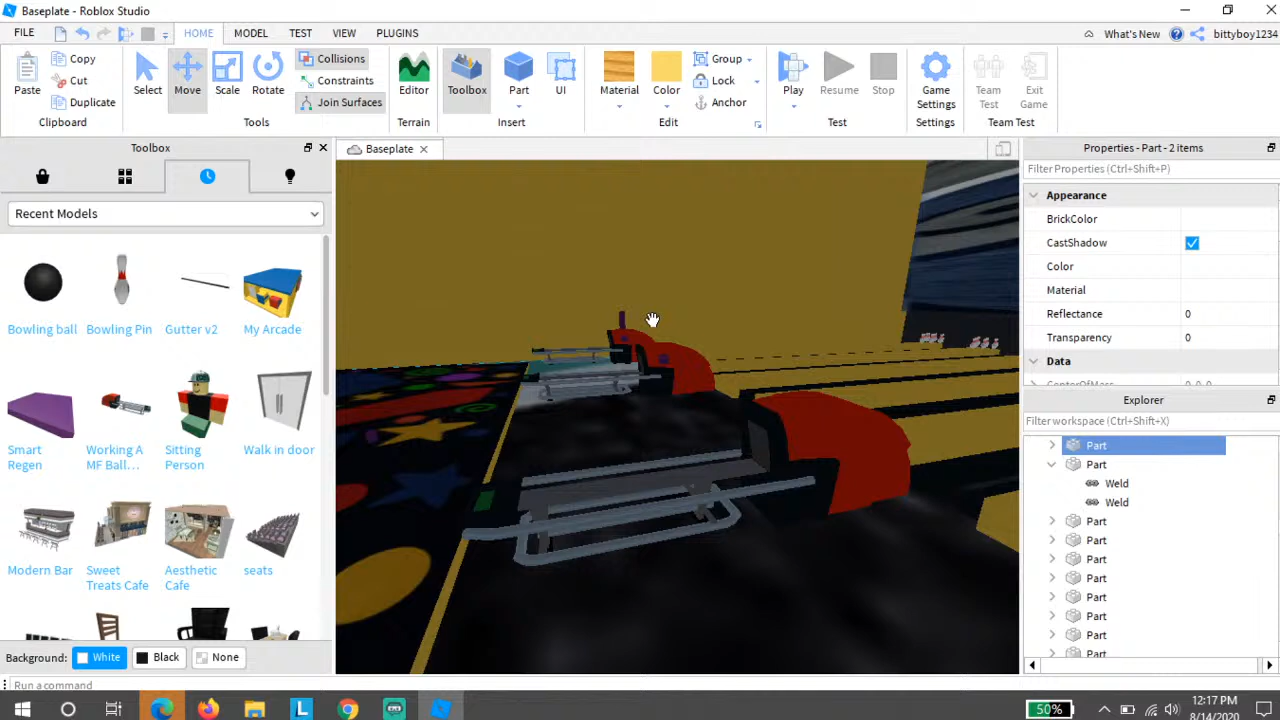 Baseplate - Roblox Studio
FILE HOME MODEL TEST VIEW PLUGINS What's New bittyboy1234
Paste Copy Cut Duplicate Clipboard
Select Move Scale Rotate Collisions Constraints Join Surfaces Tools
Editor Terrain
Toolbox Part UI Insert
Material Color Group Lock Anchor Edit
Play Resume Stop Test
Game Settings Settings
Team Test Exit Game Team Test
Toolbox
Baseplate
Recent Models
Bowling ball Bowling Pin Gutter v2 My Arcade
Smart Regen Working A MF Ball... Sitting Person Walk in door
Modern Bar Sweet Treats Cafe Aesthetic Cafe seats
Background: White Black None
Run a command
Properties - Part - 2 items
Filter Properties (Ctrl+Shift+P)
Appearance
BrickColor
CastShadow
Color
Material
Reflectance 0
Transparency 0
Data
CenterOfMass 0, 0, 0
Explorer
Filter workspace (Ctrl+Shift+X)
Part
Part
Weld
Weld
Part
Part
Part
Part
Part
Part
Part
Part
50%
12:17 PM
8/14/2020